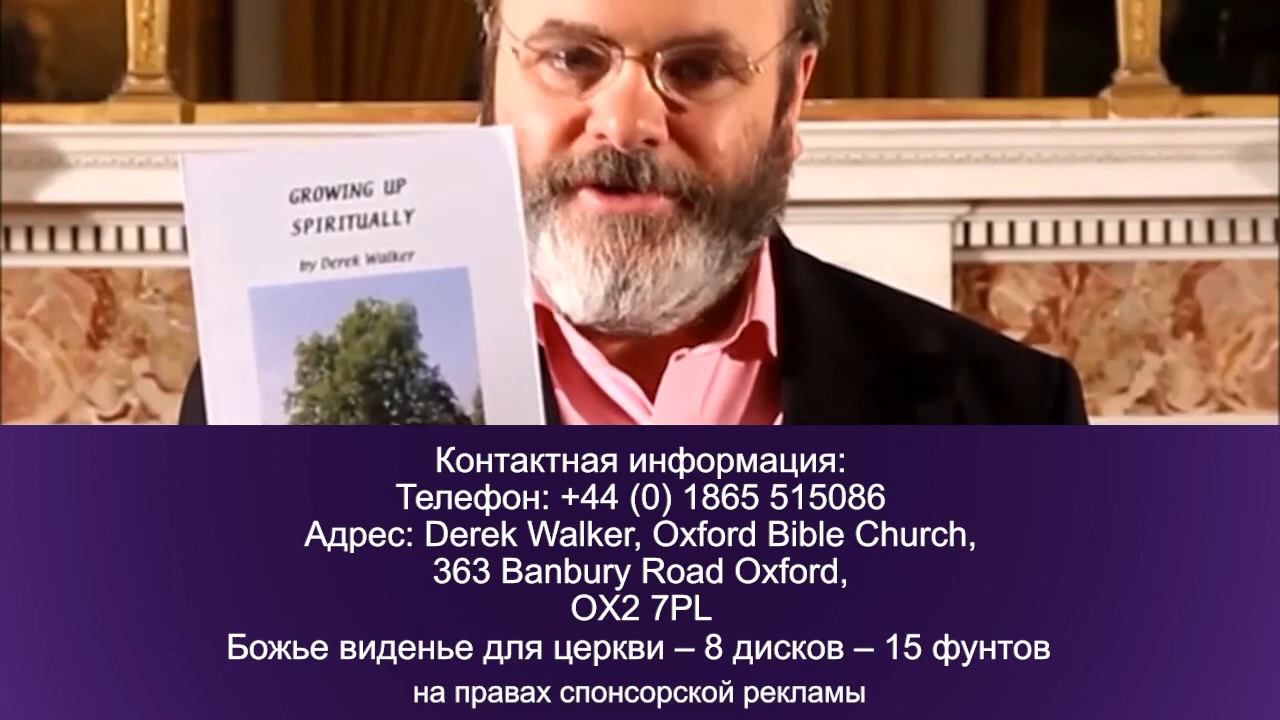 GROWING UP
SPIRITUALLY
by Derek Walker
Контактная информация:
Телефон: +44 (0) 1865 515086
Адрес: Derek Walker, Oxford Bible Church,
363 Banbury Road Oxford,
OX2 7PL
Божье виденье для церкви – 8 дисков – 15 фунтов
на правах спонсорской рекламы